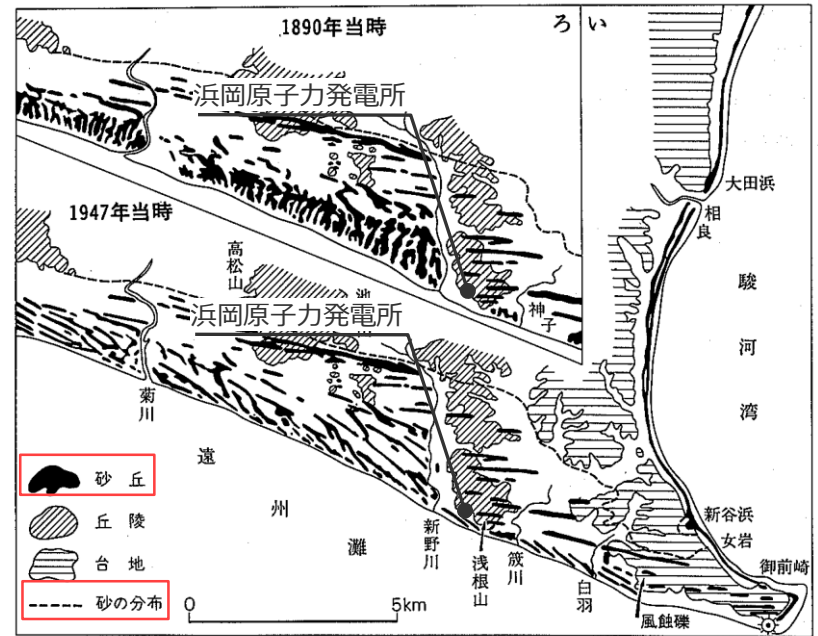 1890年当時
ろ い
浜岡原子力発電所
大田浜
相良
1947年当時
高松山
池
駿河湾
神子
浜岡原子力発電所
菊川
遠州灘
砂丘
丘陵
台地
砂の分布
0 5km
新野川
浅根山
筬川
白羽
新谷浜
女岩
御前崎
風蝕礫